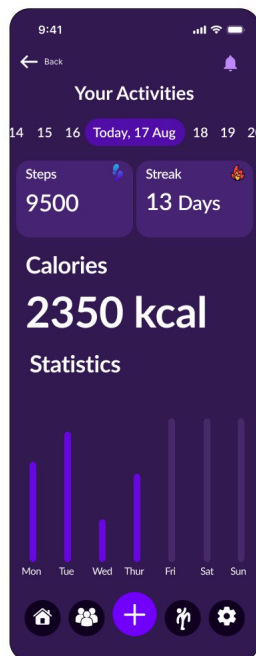 9:41
Back
Your Activities
14 15 16 Today, 17 Aug 18 19 2
Steps
9500
Streak
13 Days
Calories
2350 kcal
Statistics
Mon Tue Wed Thur Fri Sat Sun